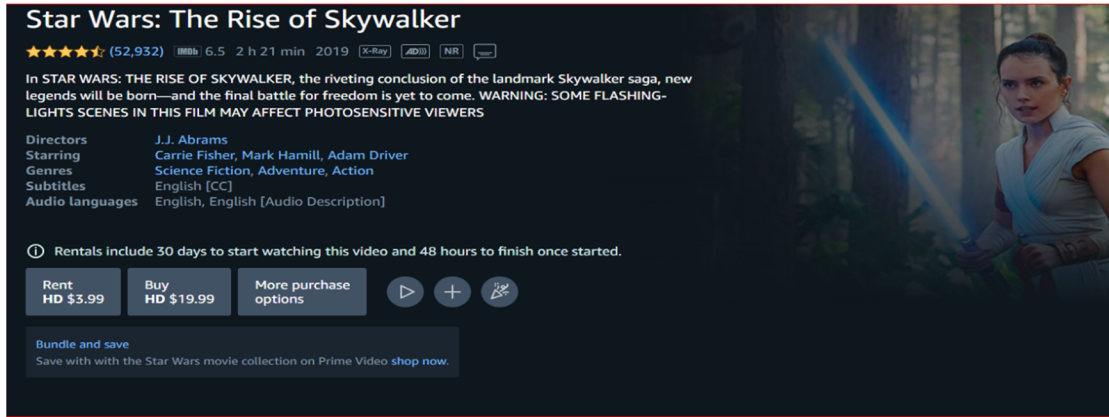 Star Wars: The Rise of Skywalker
(52,932) IMDb 6.5 2 h 21 min 2019 X-Ray AD))) NR
In STAR WARS: THE RISE OF SKYWALKER, the riveting conclusion of the landmark Skywalker saga, new
legends will be born—and the final battle for freedom is yet to come. WARNING: SOME FLASHING-
LIGHTS SCENES IN THIS FILM MAY AFFECT PHOTOSENSITIVE VIEWERS
Directors J.J. Abrams
Starring Carrie Fisher, Mark Hamill, Adam Driver
Genres Science Fiction, Adventure, Action
Subtitles English [CC]
Audio languages English, English [Audio Description]
Rentals include 30 days to start watching this video and 48 hours to finish once started.
Rent
HD $3.99
Buy
HD $19.99
More purchase
options
Bundle and save
Save with with the Star Wars movie collection on Prime Video shop now.